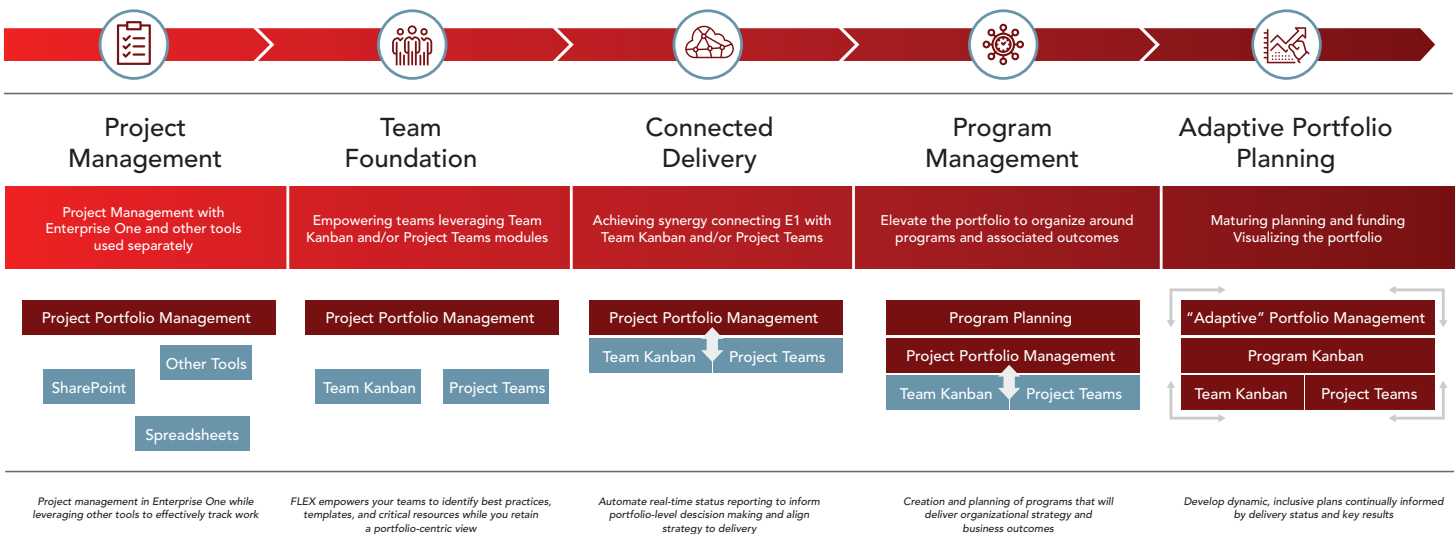 Project
Management
Team
Foundation
Connected
Delivery
Program
Management
Adaptive Portfolio
Planning
Project Management with
Enterprise One and other tools
used separately
Empowering teams leveraging Team
Kanban and/or Project Teams modules
Achieving synergy connecting E1 with
Team Kanban and/or Project Teams
Elevate the portfolio to organize around
programs and associated outcomes
Maturing planning and funding
Visualizing the portfolio
Project Portfolio Management
Other Tools
SharePoint
Spreadsheets
Project Portfolio Management
Team Kanban
Project Teams
Project Portfolio Management
Team Kanban
Project Teams
Program Planning
Project Portfolio Management
Team Kanban
Project Teams
“Adaptive” Portfolio Management
Program Kanban
Team Kanban
Project Teams
Project management in Enterprise One while
leveraging other tools to effectively track work
FLEX empowers your teams to identify best practices,
templates, and critical resources while you retain
a portfolio-centric view
Automate real-time status reporting to inform
portfolio-level descision making and align
strategy to delivery
Creation and planning of programs that will
deliver organizational strategy and
business outcomes
Develop dynamic, inclusive plans continually informed
by delivery status and key results